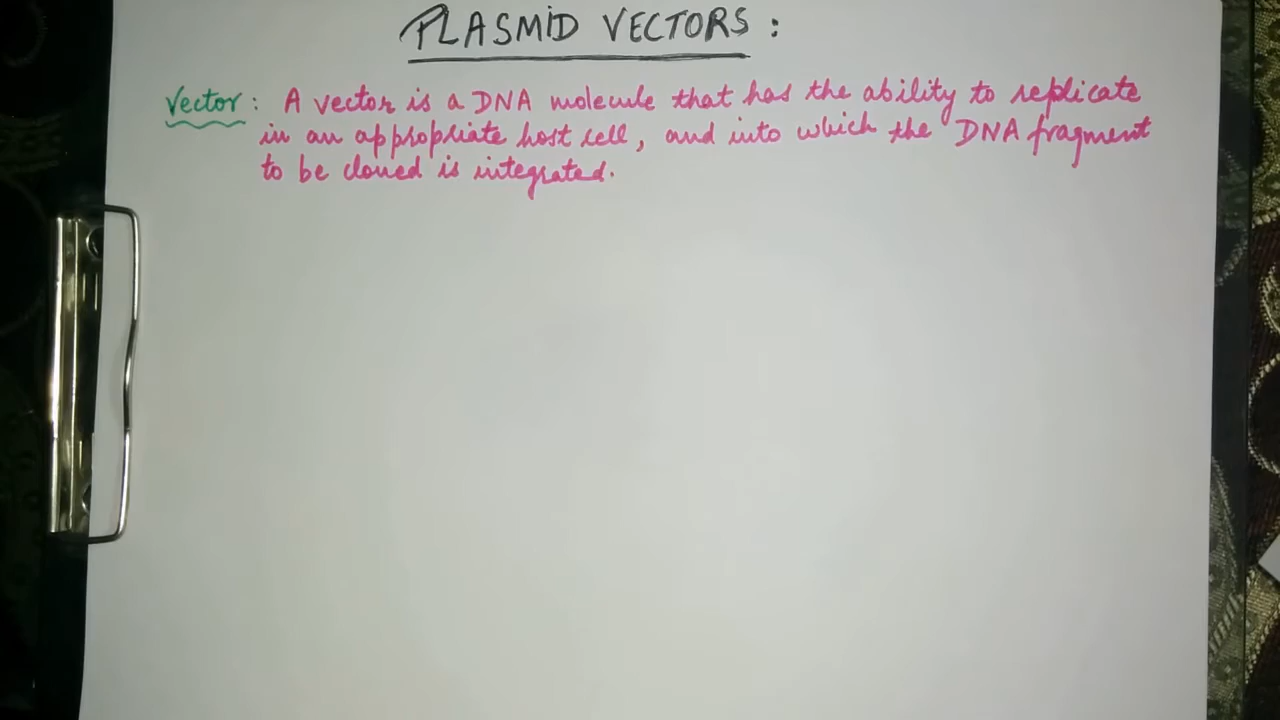 PLASMID VECTORS :
Vector : A vector is a DNA molecule that has the ability to replicate
in an appropriate host cell, and into which the DNA fragment
to be cloned is integrated.